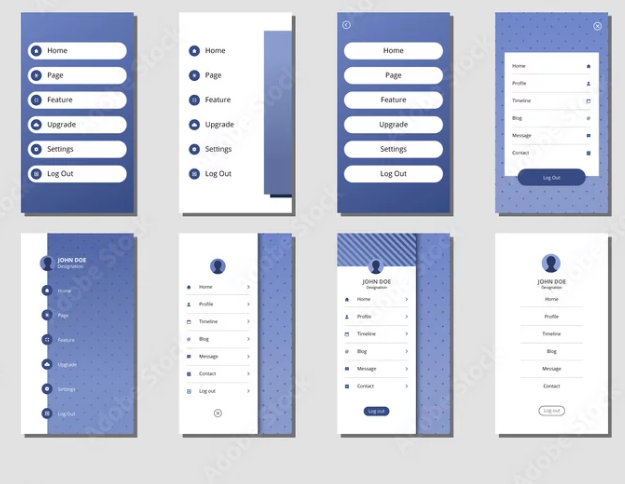 Home
Page
Feature
Upgrade
Settings
Log Out
Home
Page
Feature
Upgrade
Settings
Log Out
Home
Page
Feature
Upgrade
Settings
Log Out
Home
Profile
Timeline
Blog
Message
Contact
Log Out
JOHN DOE
Designation
Home
Page
Feature
Upgrade
Settings
Log Out
Home
Profile
Timeline
Blog
Message
Contact
Log out
JOHN DOE
Designation
Home
Profile
Timeline
Blog
Message
Contact
Log out
JOHN DOE
Designation
Home
Profile
Timeline
Blog
Message
Contact
Log out
Adobe Stock